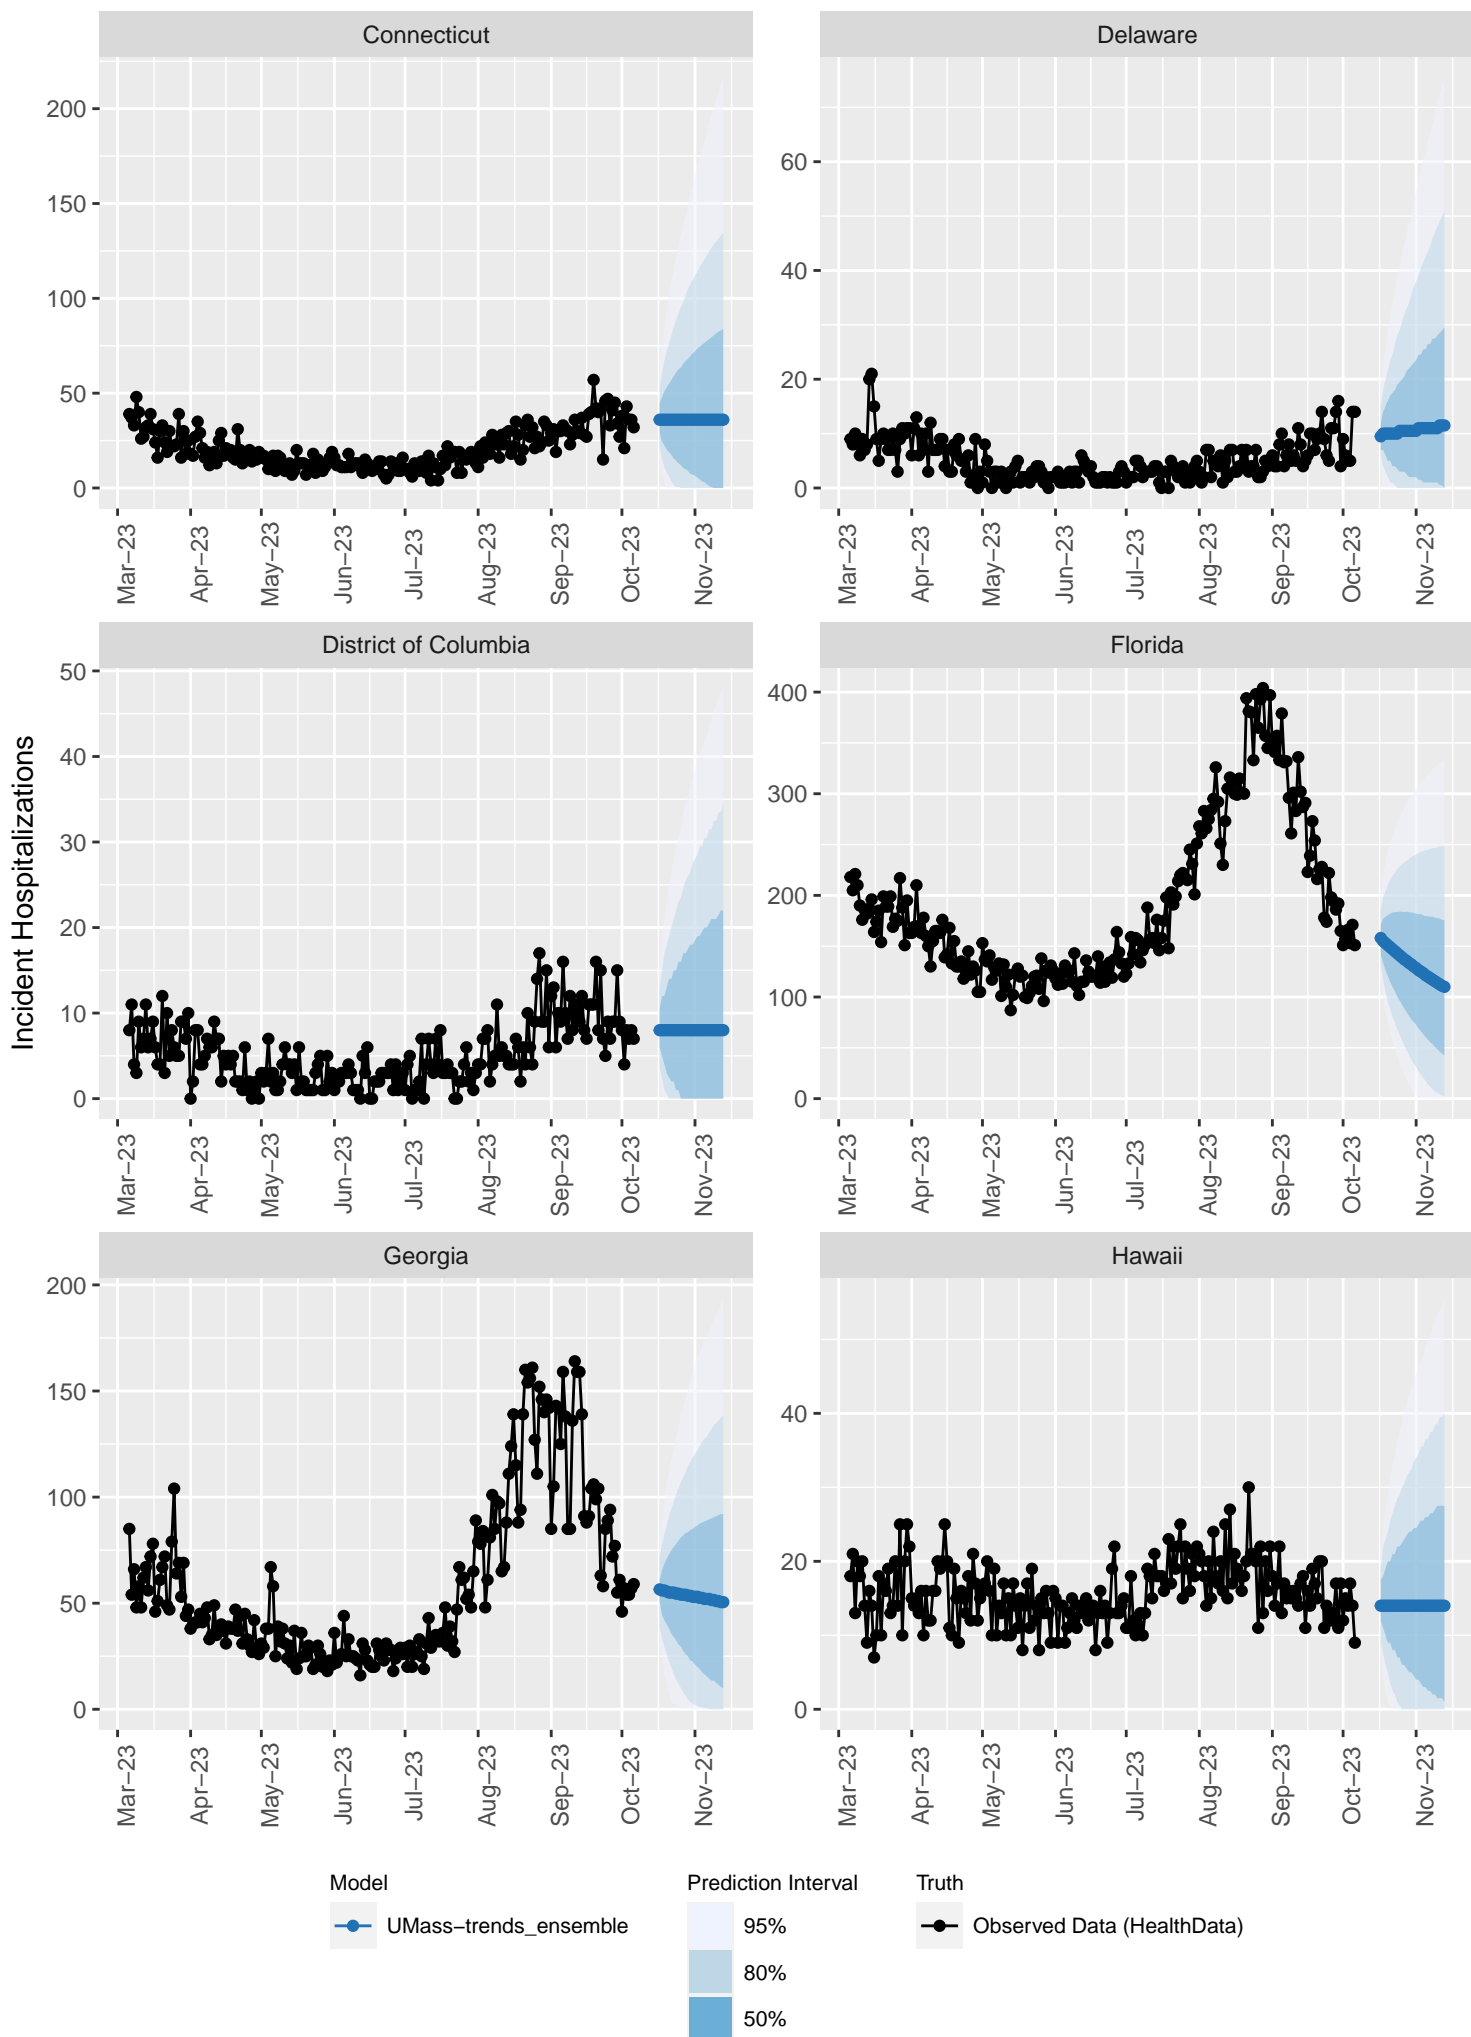 Connecticut
Delaware
200
150
100
50
0
60
40
20
0
Mar−23
Apr−23
May−23
Jun−23
Jul−23
Aug−23
Sep−23
Oct−23
Nov−23
Mar−23
Apr−23
May−23
Jun−23
Jul−23
Aug−23
Sep−23
Oct−23
Nov−23
Incident Hospitalizations
District of Columbia
Florida
50
40
30
20
10
0
400
300
200
100
0
Mar−23
Apr−23
May−23
Jun−23
Jul−23
Aug−23
Sep−23
Oct−23
Nov−23
Mar−23
Apr−23
May−23
Jun−23
Jul−23
Aug−23
Sep−23
Oct−23
Nov−23
Georgia
Hawaii
200
150
100
50
0
40
20
0
Mar−23
Apr−23
May−23
Jun−23
Jul−23
Aug−23
Sep−23
Oct−23
Nov−23
Mar−23
Apr−23
May−23
Jun−23
Jul−23
Aug−23
Sep−23
Oct−23
Nov−23
Model
UMass−trends_ensemble
Prediction Interval
95%
80%
50%
Truth
Observed Data (HealthData)